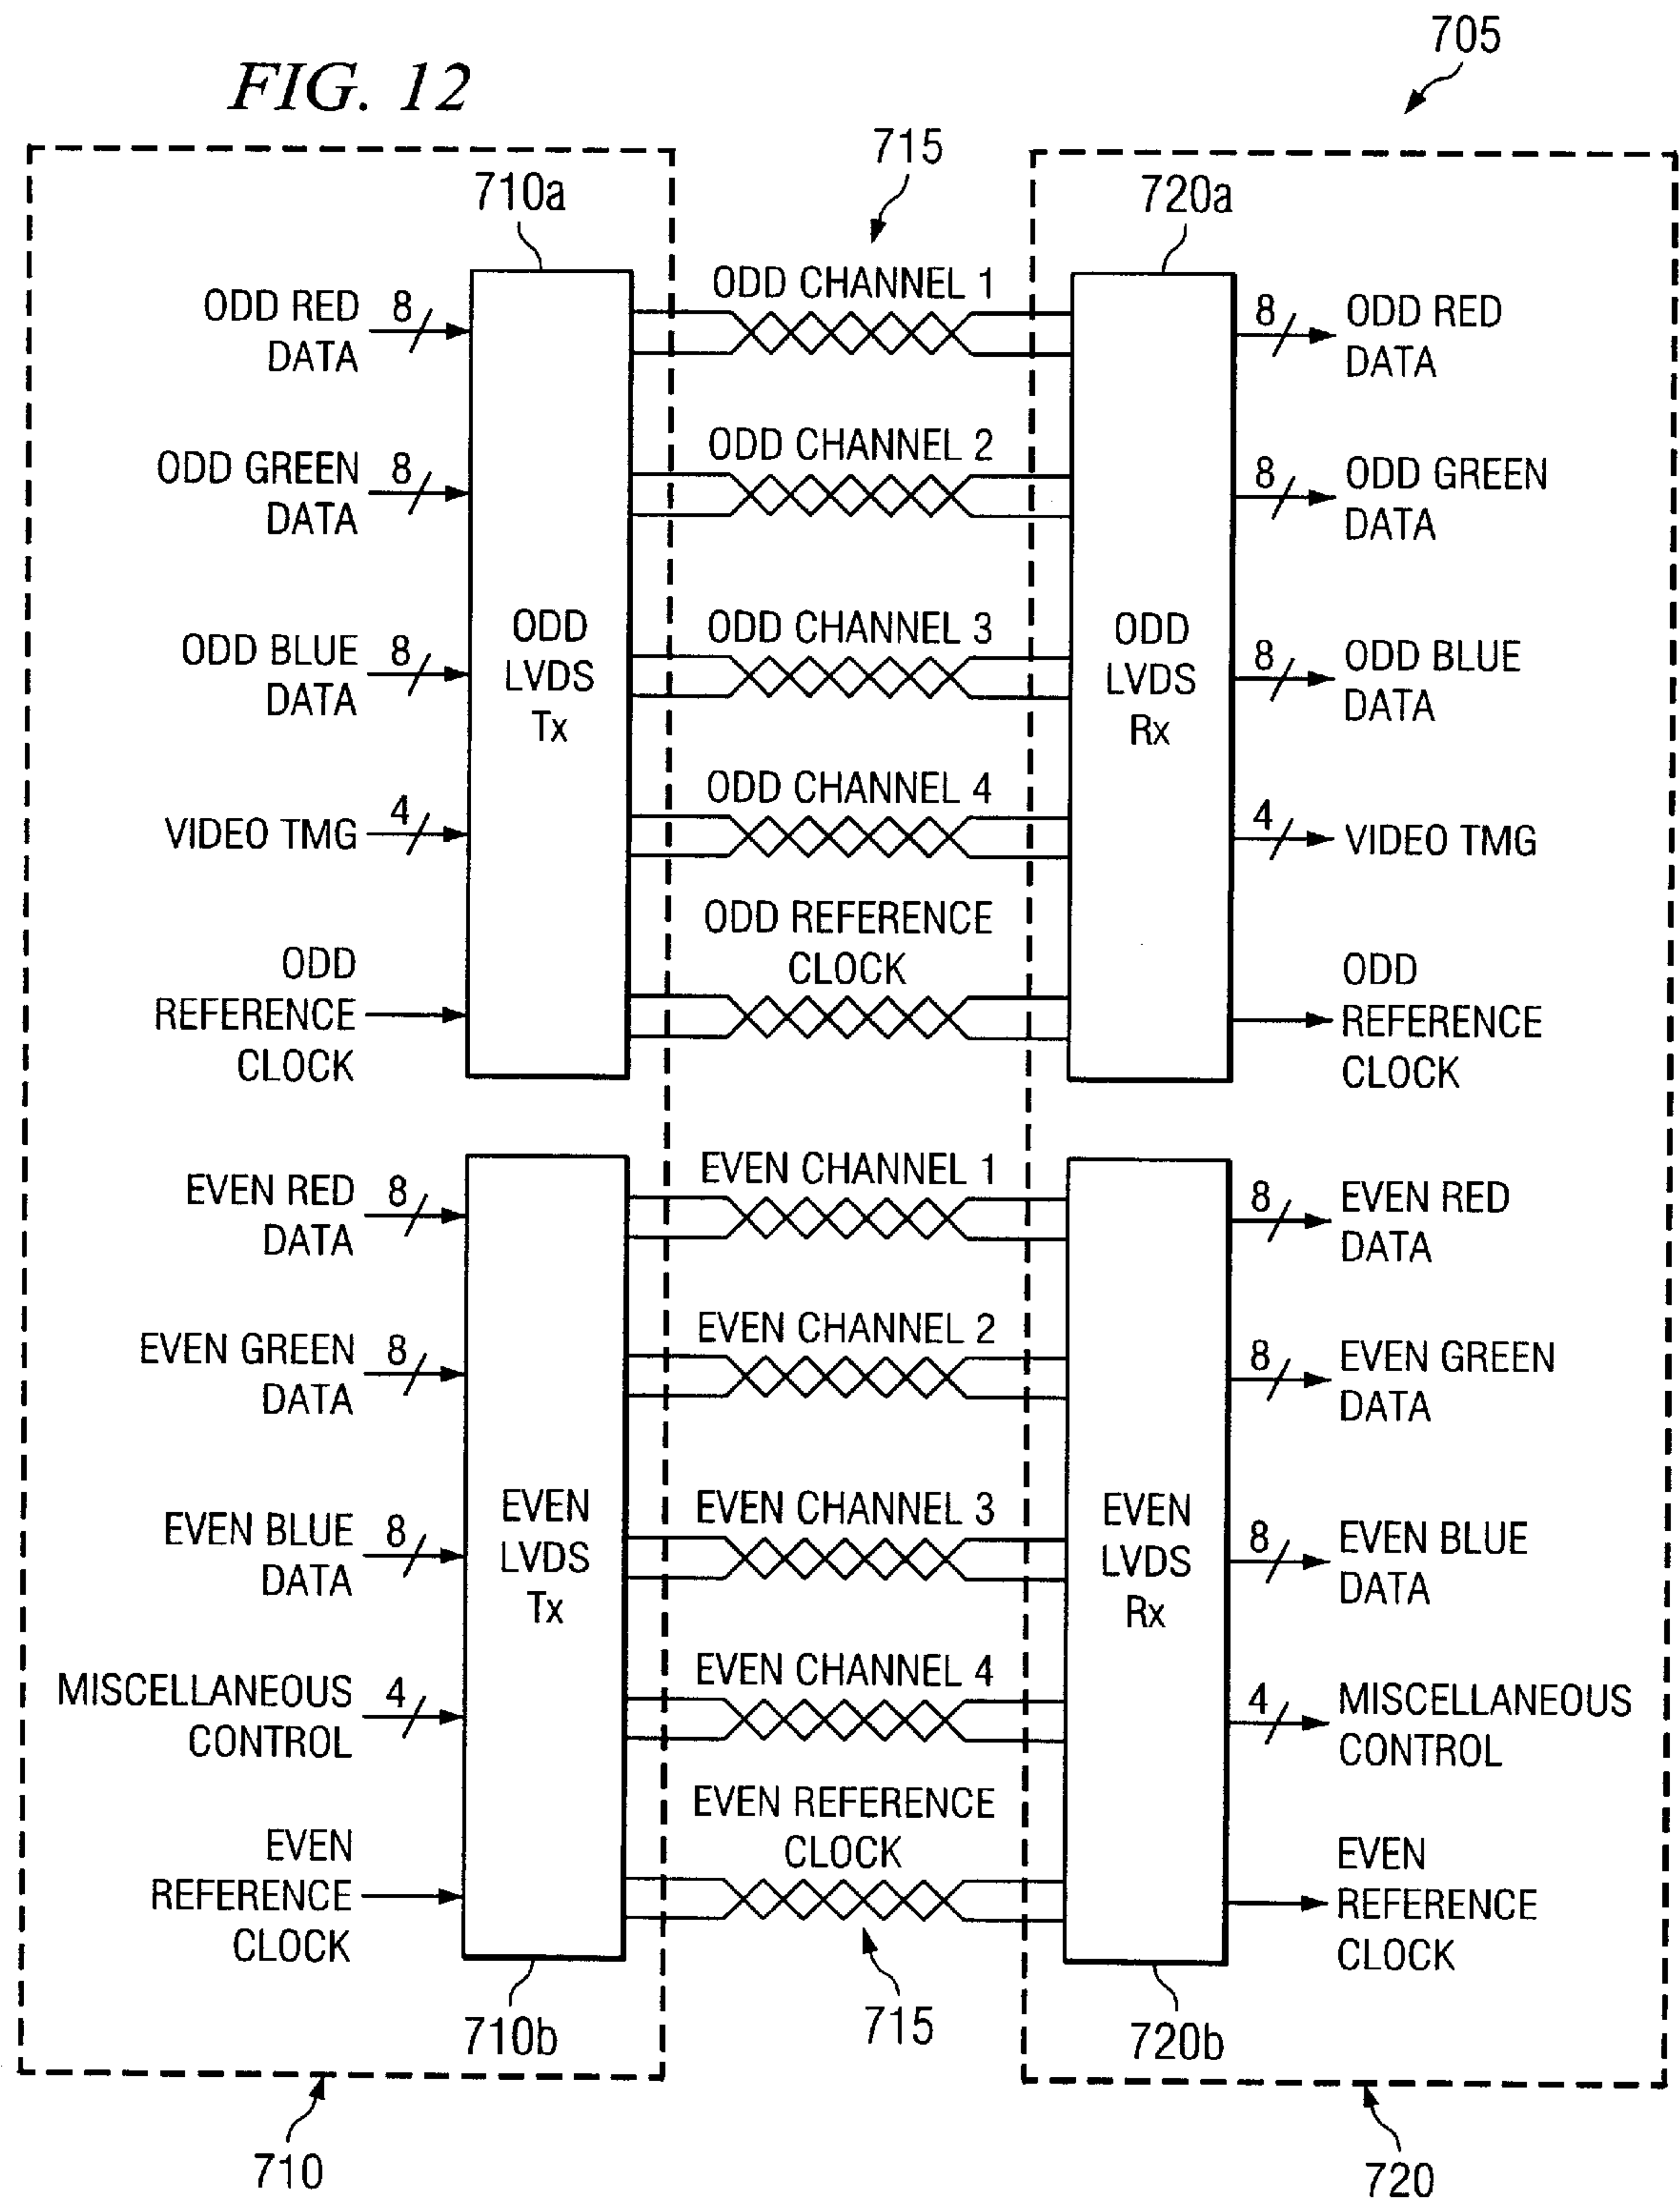 FIG. 12
705
715
710a
720a
ODD RED
DATA
8
ODD CHANNEL 1
8
ODD RED
DATA
ODD GREEN
DATA
8
ODD CHANNEL 2
8
ODD GREEN
DATA
ODD BLUE
DATA
8
ODD
LVDS
Tx
ODD CHANNEL 3
ODD
LVDS
Rx
8
ODD BLUE
DATA
VIDEO TMG
4
ODD CHANNEL 4
4
VIDEO TMG
ODD
REFERENCE
CLOCK
ODD REFERENCE
CLOCK
ODD
REFERENCE
CLOCK
EVEN RED
DATA
8
EVEN CHANNEL 1
8
EVEN RED
DATA
EVEN GREEN
DATA
8
EVEN CHANNEL 2
8
EVEN GREEN
DATA
EVEN BLUE
DATA
8
EVEN
LVDS
Tx
EVEN CHANNEL 3
EVEN
LVDS
Rx
8
EVEN BLUE
DATA
MISCELLANEOUS
CONTROL
4
EVEN CHANNEL 4
4
MISCELLANEOUS
CONTROL
EVEN
REFERENCE
CLOCK
EVEN REFERENCE
CLOCK
EVEN
REFERENCE
CLOCK
710b
715
720b
710
720